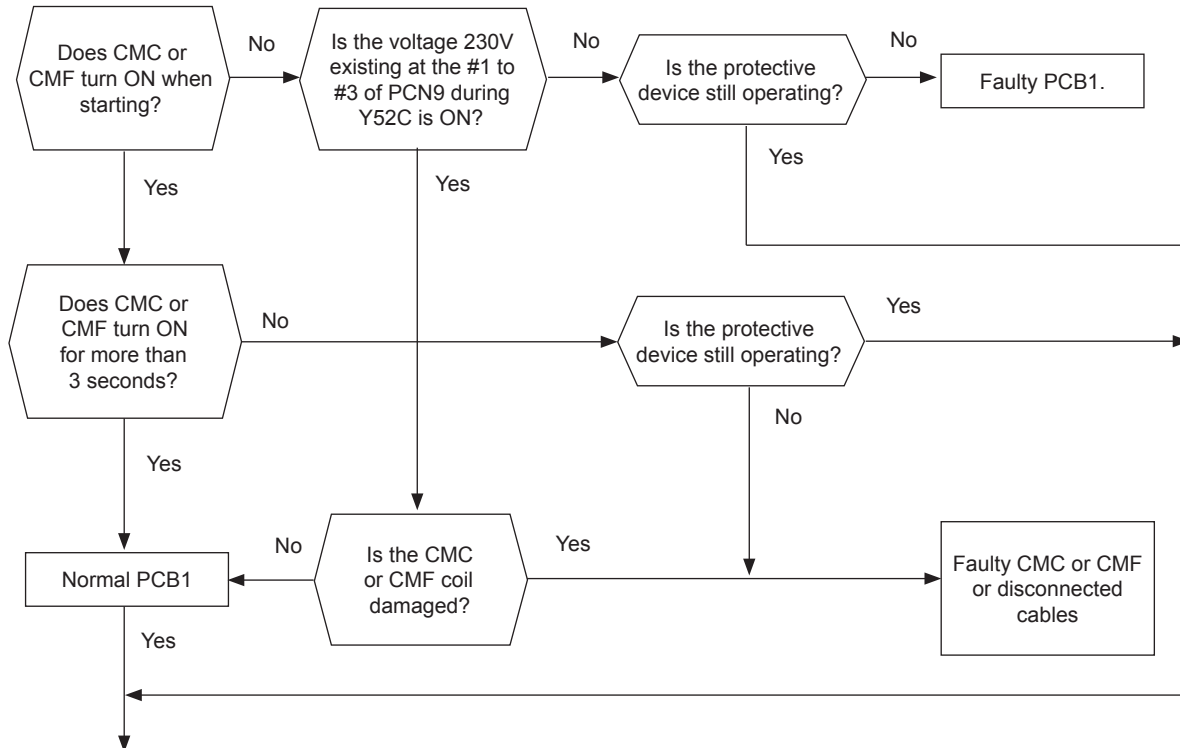 Does CMC or
CMF turn ON when
starting?
No
Is the voltage 230V
existing at the #1 to
#3 of PCN9 during
Y52C is ON?
No
Is the protective
device still operating?
No
Faulty PCB1.
Yes
Yes
Yes
Does CMC or
CMF turn ON
for more than
3 seconds?
No
Is the protective
device still operating?
Yes
No
Yes
Normal PCB1
No
Is the CMC
or CMF coil
damaged?
Yes
Faulty CMC or CMF
or disconnected
cables
Yes